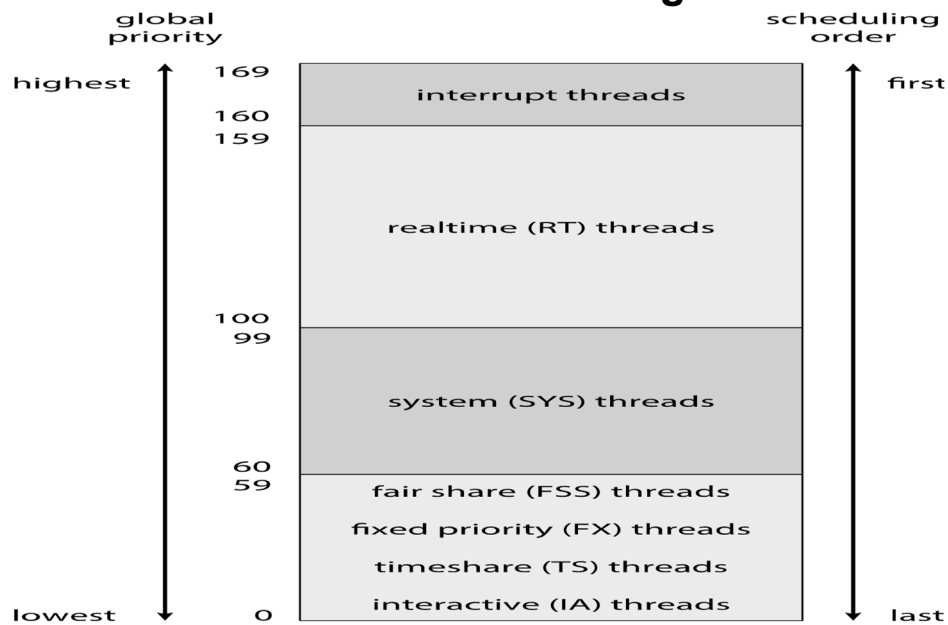 global
priority
scheduling
order
highest
169
first
interrupt threads
160
159
realtime (RT) threads
100
99
system (SYS) threads
60
59
fair share (FSS) threads
fixed priority (FX) threads
timeshare (TS) threads
interactive (IA) threads
lowest
0
last